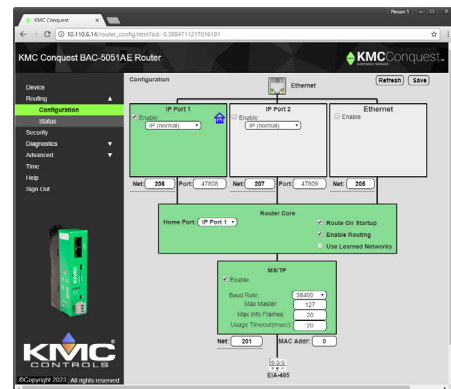 Person 1
KMC Conquest
10.110.6.14/router_config.html?sid=0.3884711217016101
KMC Conquest BAC-5051AE Router
KMCConquest
Device
Routing
Configuration
Status
Security
Diagnostics
Advanced
Time
Help
Sign Out
KMC
CONTROLS
©Copyright 2023 All rights reserved
Configuration
Ethernet
Refresh Save
IP Port 1 IP Port 2 Ethernet
Enable Enable Enable
IP (normal) IP (normal)
Net: 206 Port: 47808 Net: 207 Port: 47809 Net: 205
Router Core
Home Port: IP Port 1
Route On Startup
Enable Routing
Use Learned Networks
MS/TP
Enable
Baud Rate: 38400
Max Master: 127
Max Info Frames: 20
Usage Timeout(msec): 20
Net: 201 MAC Addr: 0
EIA-485